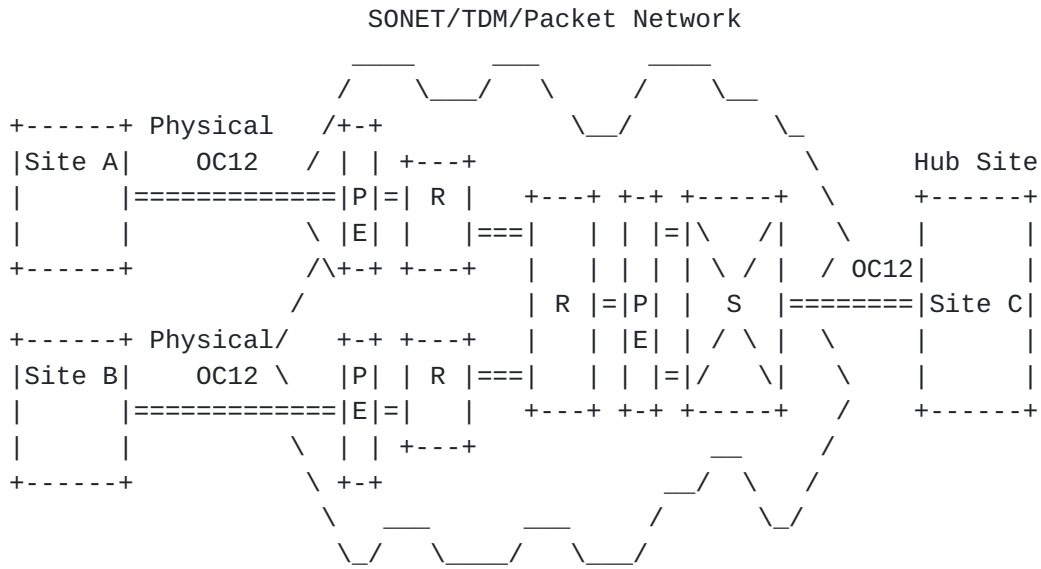 SONET/TDM/Packet Network
Physical
Site A OC12 Hub Site
P R
E
OC12
R P S Site C
Physical E
Site B OC12 P R
E